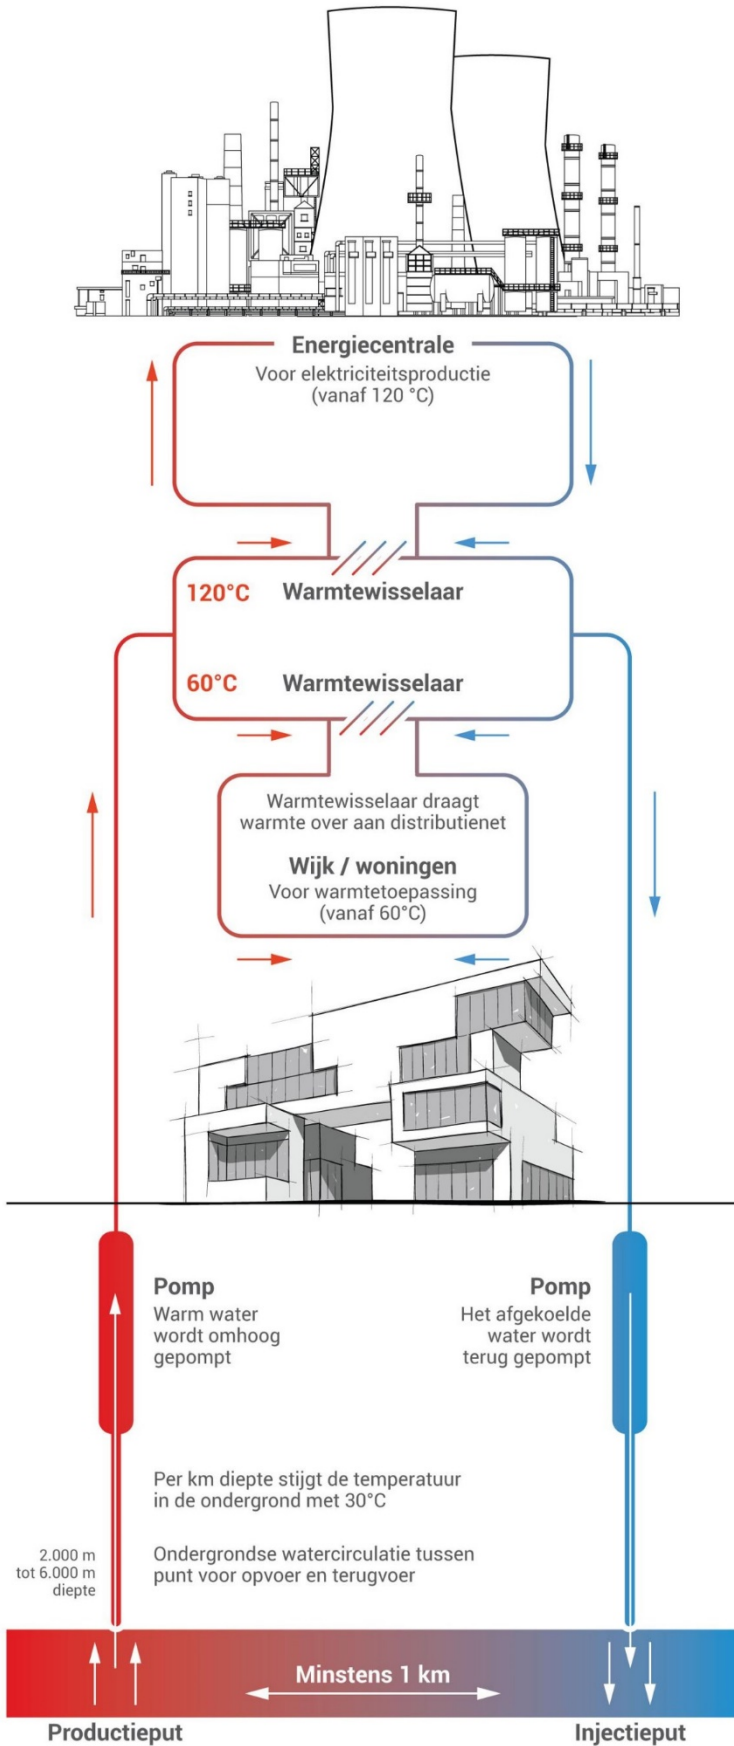 Energiecentrale
Voor elektriciteitsproductie
(vanaf 120 °C)
120°C
Warmtewisselaar
60°C
Warmtewisselaar
Warmtewisselaar draagt
warmte over aan distributienet
Wijk / woningen
Voor warmtetoepassing
(vanaf 60°C)
Pomp
Warm water
wordt omhoog
gepompt
Pomp
Het afgekoelde
water wordt
terug gepompt
Per km diepte stijgt de temperatuur
in de ondergrond met 30°C
2.000 m
tot 6.000 m
diepte
Ondergrondse watercirculatie tussen
punt voor opvoer en terugvoer
Minstens 1 km
Productieput
Injectieput